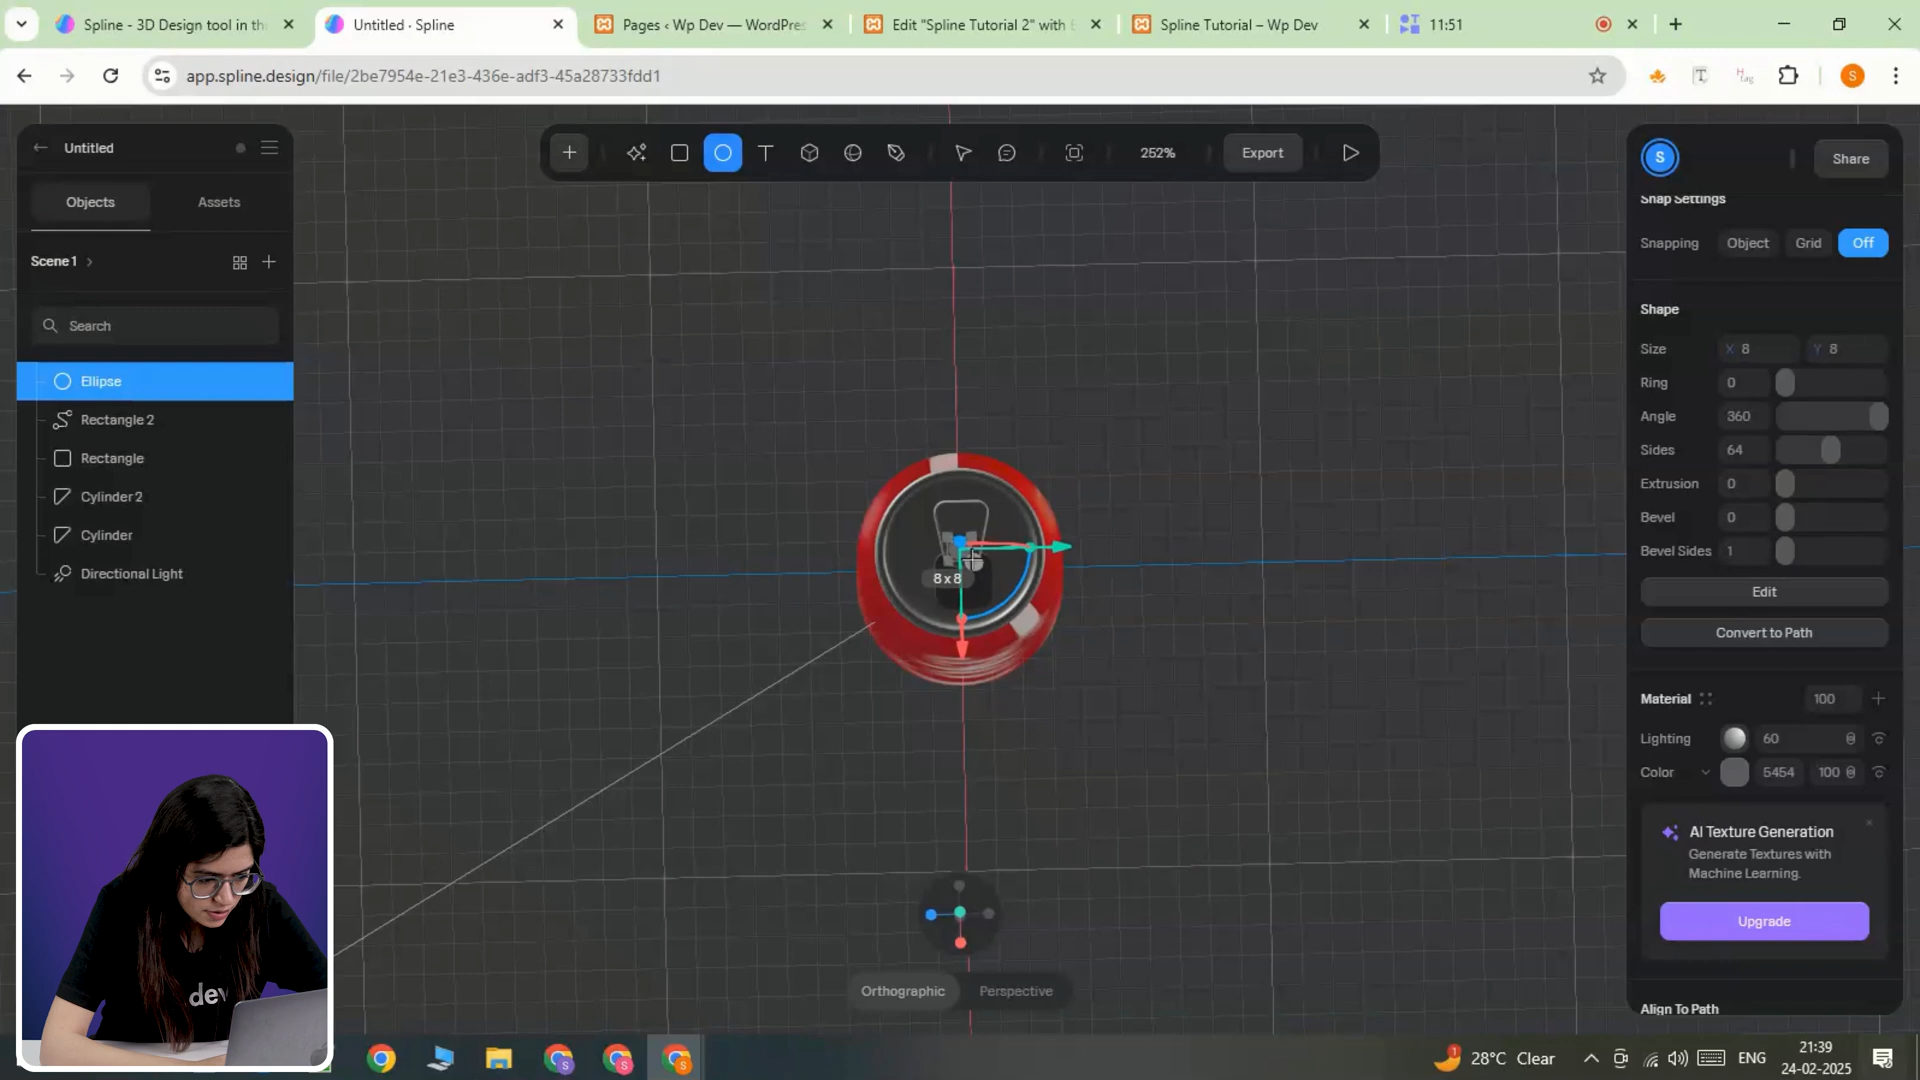 Spline - 3D Design tool in th
Untitled · Spline
Pages ‹ Wp Dev — WordPres
Edit "Spline Tutorial 2" with E
Spline Tutorial – Wp Dev
11:51
app.spline.design/file/2be7954e-21e3-436e-adf3-45a28733fdd1
S
Untitled
252%
Export
S
Share
Objects
Assets
Scene 1
Search
Ellipse
Rectangle 2
Rectangle
Cylinder 2
Cylinder
Directional Light
8 x 8
Snap Settings
Snapping Object Grid Off
Shape
Size X 8 Y 8
Ring 0
Angle 360
Sides 64
Extrusion 0
Bevel 0
Bevel Sides 1
Edit
Convert to Path
Material 100
Lighting 60
Color 5454 100
AI Texture Generation
Generate Textures with
Machine Learning.
Upgrade
Align To Path
Orthographic Perspective
dev
1
28°C Clear
ENG
21:39
24-02-2025